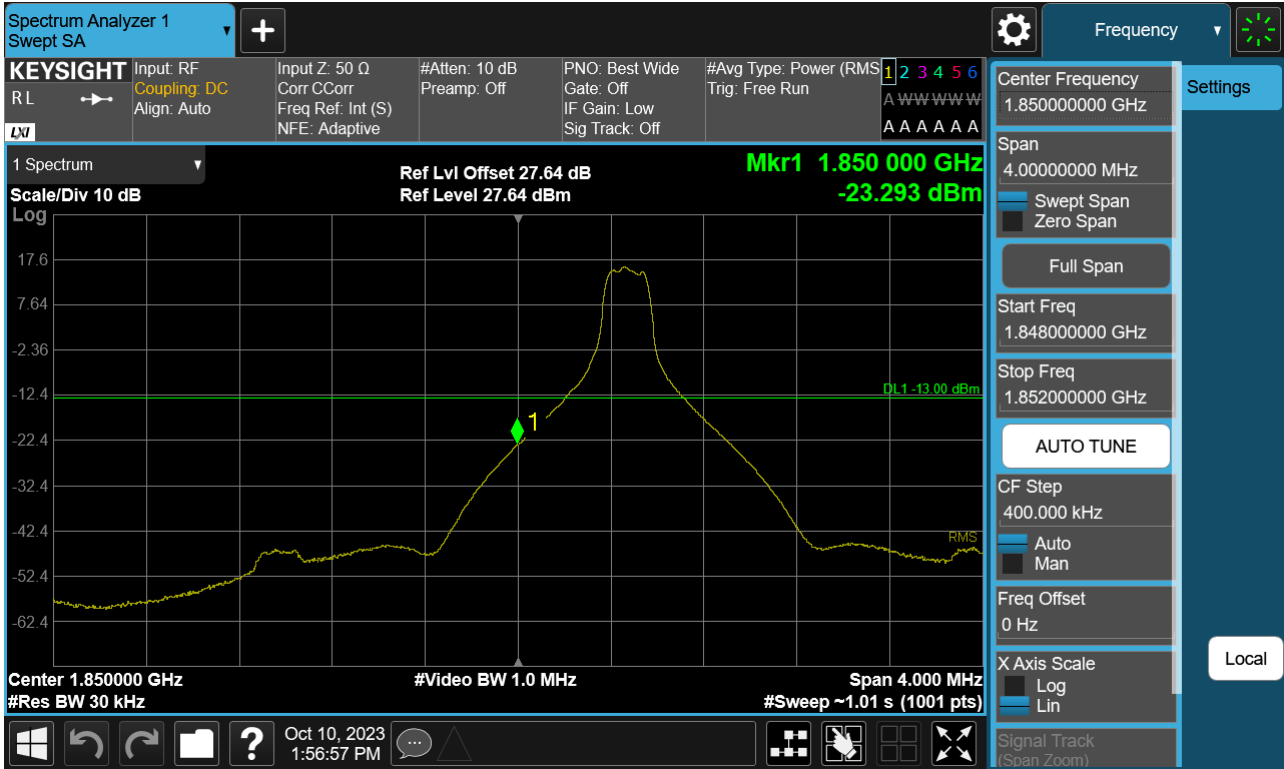 Spectrum Analyzer 1
Swept SA
Frequency
KEYSIGHT
R L
LXI
Input: RF
Coupling: DC
Align: Auto
Input Z: 50 Ω
Corr CCorr
Freq Ref: Int (S)
NFE: Adaptive
#Atten: 10 dB
Preamp: Off
PNO: Best Wide
Gate: Off
IF Gain: Low
Sig Track: Off
#Avg Type: Power (RMS
Trig: Free Run
1 2 3 4 5 6
A W W W W W
A A A A A A
1 Spectrum
Scale/Div 10 dB
Log
Ref Lvl Offset 27.64 dB
Ref Level 27.64 dBm
Mkr1 1.850 000 GHz
-23.293 dBm
17.6
7.64
-2.36
-12.4
-22.4
-32.4
-42.4
-52.4
-62.4
DL1 -13.00 dBm
1
RMS
Center 1.850000 GHz
#Video BW 1.0 MHz
Span 4.000 MHz
#Res BW 30 kHz
#Sweep ~1.01 s (1001 pts)
Oct 10, 2023
1:56:57 PM
Center Frequency
1.850000000 GHz
Settings
Span
4.00000000 MHz
Swept Span
Zero Span
Full Span
Start Freq
1.848000000 GHz
Stop Freq
1.852000000 GHz
AUTO TUNE
CF Step
400.000 kHz
Auto
Man
Freq Offset
0 Hz
X Axis Scale
Log
Lin
Local
Signal Track
(Span Zoom)